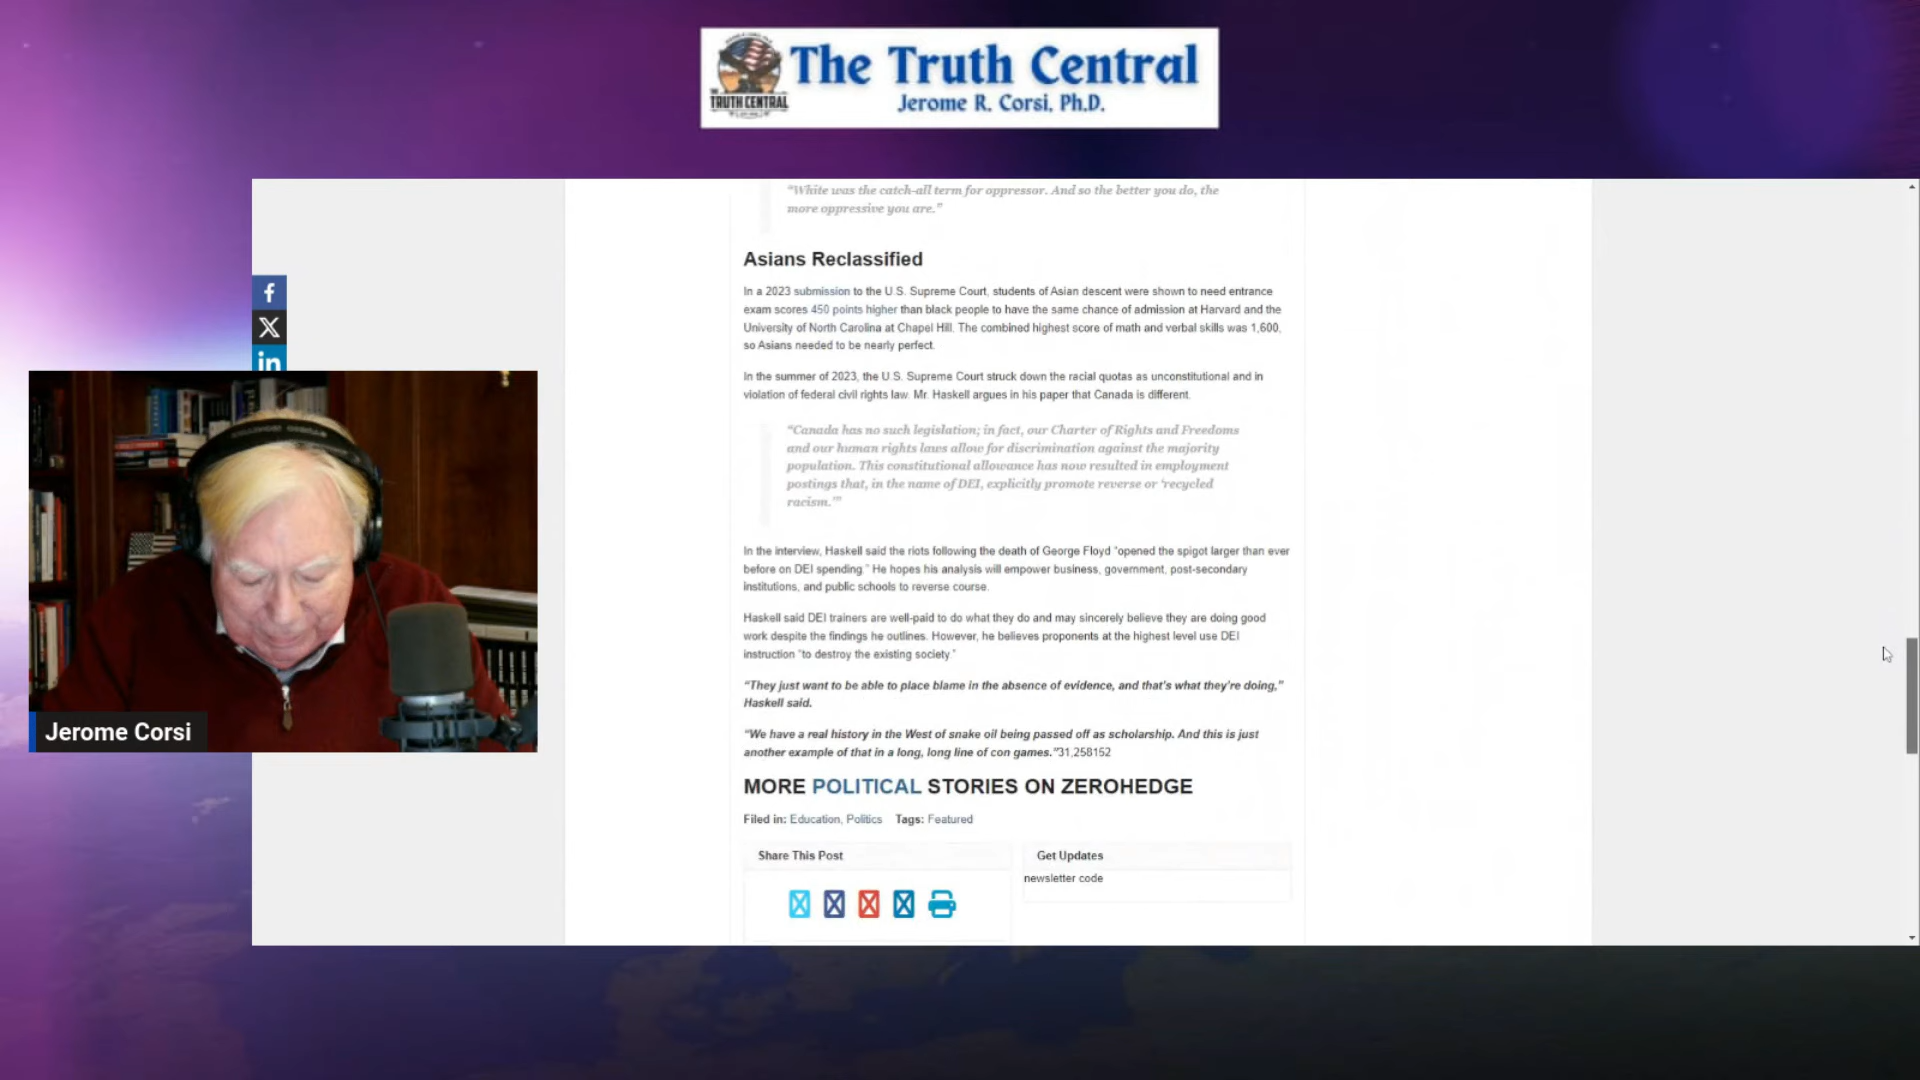 The Truth Central
Jerome R. Corsi, Ph.D.
THE
TRUTH CENTRAL
"White was the catch-all term for oppressor. And so the better you do, the
more oppressive you are."
Asians Reclassified
In a 2023 submission to the U.S. Supreme Court, students of Asian descent were shown to need entrance
exam scores 450 points higher than black people to have the same chance of admission at Harvard and the
University of North Carolina at Chapel Hill. The combined highest score of math and verbal skills was 1,600,
so Asians needed to be nearly perfect.
In the summer of 2023, the U.S. Supreme Court struck down the racial quotas as unconstitutional and in
violation of federal civil rights law. Mr. Haskell argues in his paper that Canada is different.
"Canada has no such legislation; in fact, our Charter of Rights and Freedoms
and our human rights laws allow for discrimination against the majority
population. This constitutional allowance has now resulted in employment
postings that, in the name of DEI, explicitly promote reverse or 'recycled
racism.'"
In the interview, Haskell said the riots following the death of George Floyd "opened the spigot larger than ever
before on DEI spending." He hopes his analysis will empower business, government, post-secondary
institutions, and public schools to reverse course.
Haskell said DEI trainers are well-paid to do what they do and may sincerely believe they are doing good
work despite the findings he outlines. However, he believes proponents at the highest level use DEI
instruction "to destroy the existing society."
"They just want to be able to place blame in the absence of evidence, and that's what they're doing,"
Haskell said.
"We have a real history in the West of snake oil being passed off as scholarship. And this is just
another example of that in a long, long line of con games."31,258152
MORE POLITICAL STORIES ON ZEROHEDGE
Filed in: Education, Politics Tags: Featured
Share This Post
Get Updates
newsletter code
Jerome Corsi